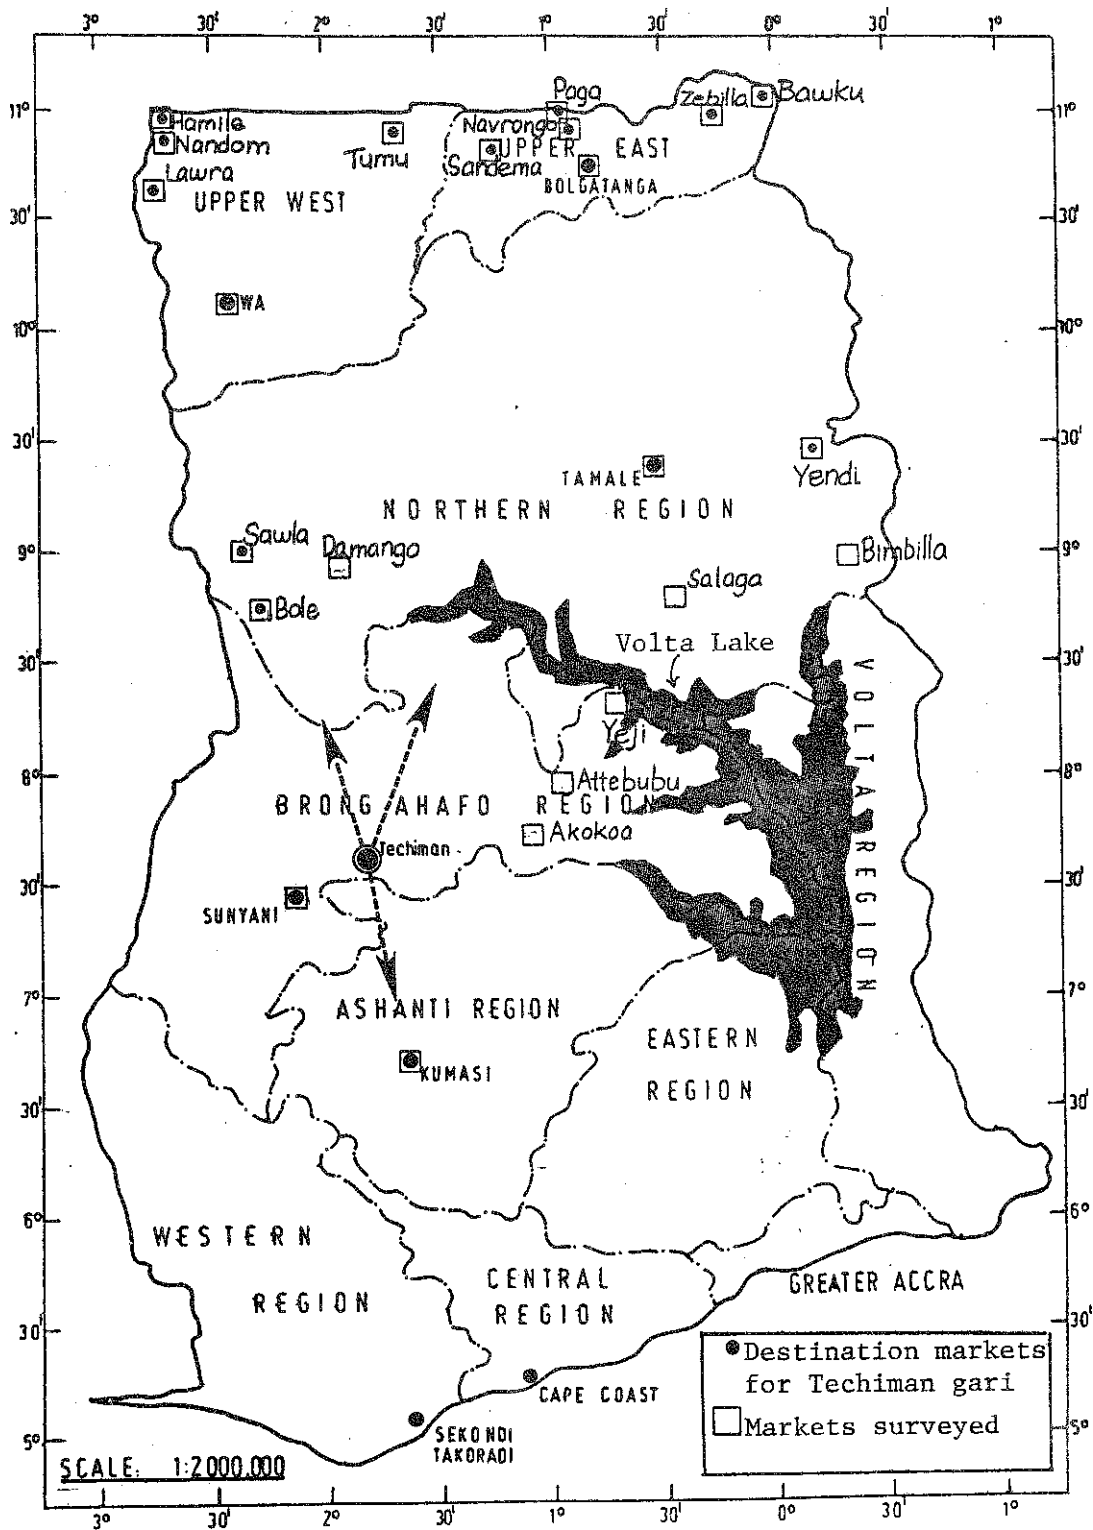 3° 30' 2° 30' 1° 30' 0° 30' 1°
Paga
Zebilla
Bawku
11° 11°
Hamile
Navrongo
Nandom
Tumu
Sandema
UPPER EAST
BOLGATANGA
Lawra
UPPER WEST
30' 30'
WA
10° 10°
30' 30'
Yendi
TAMALE
NORTHERN REGION
Sawla
Damango
9° 9°
Bimbilla
Salaga
Bole
Volta Lake
30' 30'
VOLTA REGION
Yeji
8° 8°
Attebubu
BRONG AHAFO REGION
Akokoa
Techiman
30' 30'
SUNYANI
7° 7°
ASHANTI REGION
EASTERN
REGION
KUMASI
30' 30'
6° 6°
WESTERN
REGION
CENTRAL
REGION
GREATER ACCRA
30' 30'
Destination markets
for Techiman gari
CAPE COAST
Markets surveyed
SEKONDI
TAKORADI
5° 5°
SCALE: 1:2000,000
3° 30' 2° 30' 1° 30' 0° 30' 1°